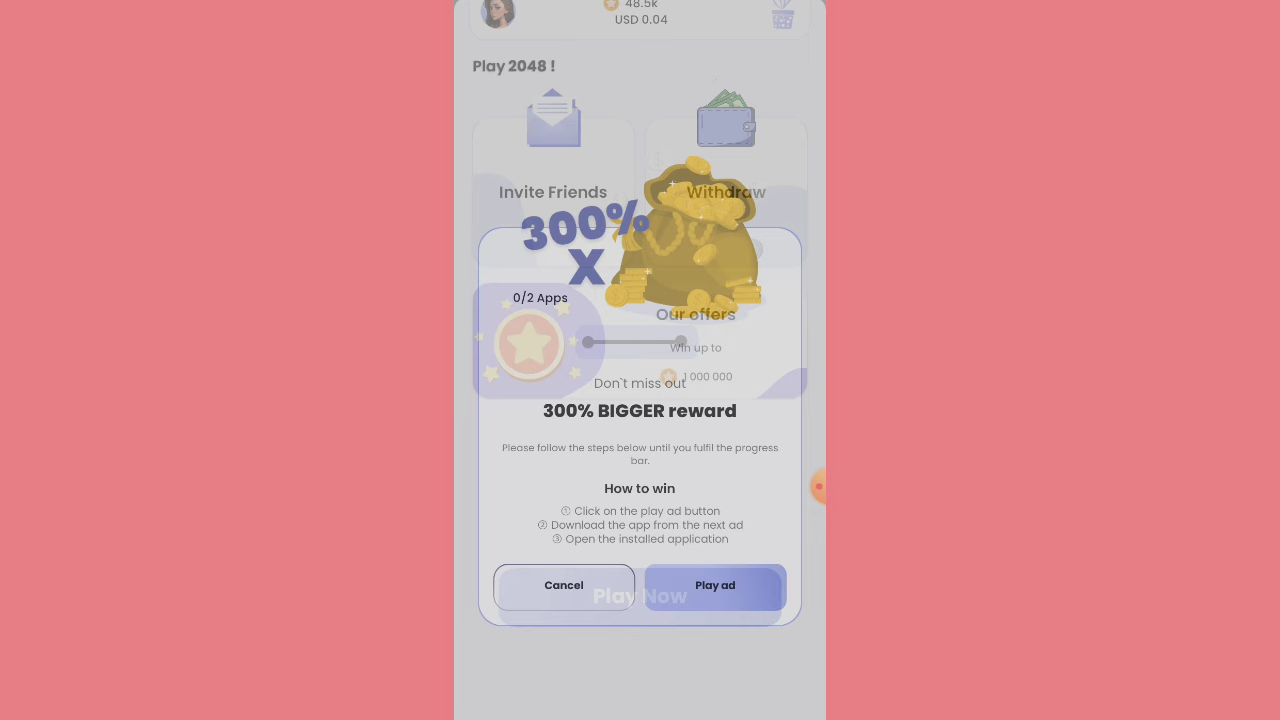 48.5k
USD 0.04
Play 2048 !
Invite Friends
Withdraw
300%
X
0/2 Apps
Our offers
Win up to
1 000 000
Don`t miss out
300% BIGGER reward
Please follow the steps below until you fulfil the progress
bar.
How to win
① Click on the play ad button
② Download the app from the next ad
③ Open the installed application
Cancel
Play ad
Play Now